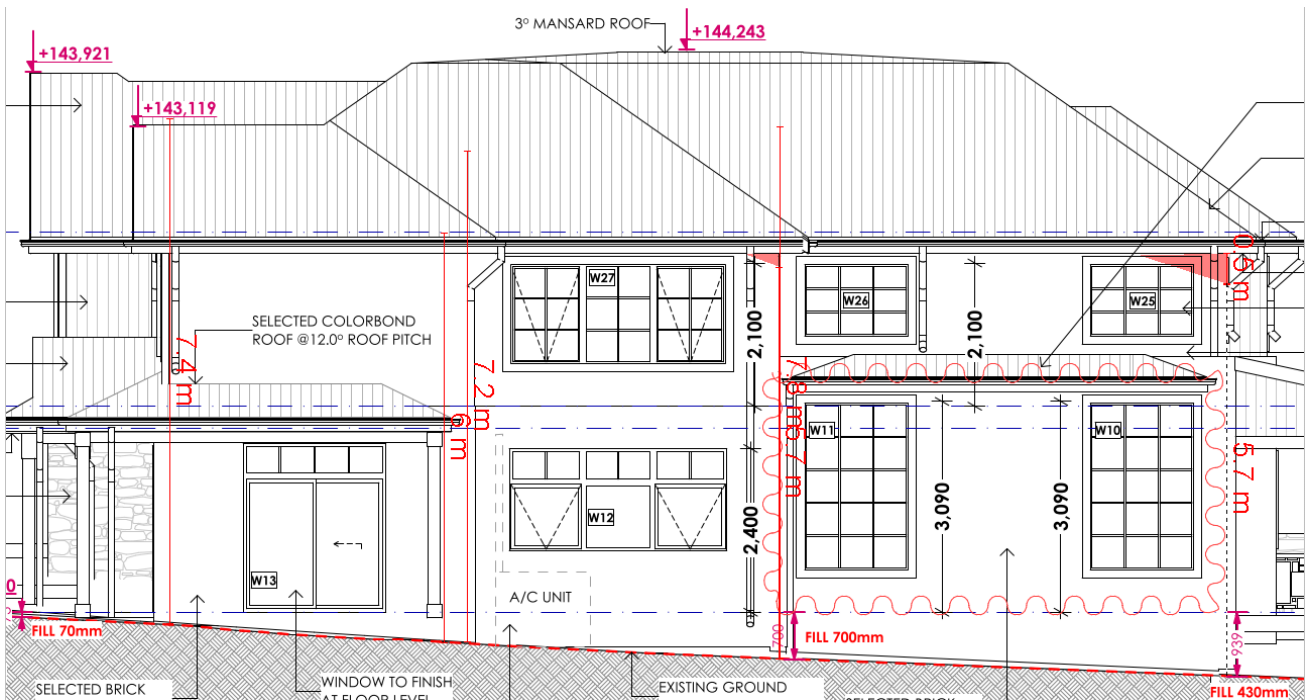 3º MANSARD ROOF
+144,243
+143,921
+143,119
SELECTED COLORBOND
ROOF @12.0º ROOF PITCH
W27
W26
W25
2,100
2,100
0.5 m
7.4 m
7.2 m
6 m
7.8 m
5.7 m
5.7 m
W11
W10
W12
W13
3,090
3,090
2,400
A/C UNIT
0
FILL 70mm
700
FILL 700mm
939
FILL 430mm
SELECTED BRICK
WINDOW TO FINISH
AT FLOOR LEVEL
EXISTING GROUND
SELECTED BRICK